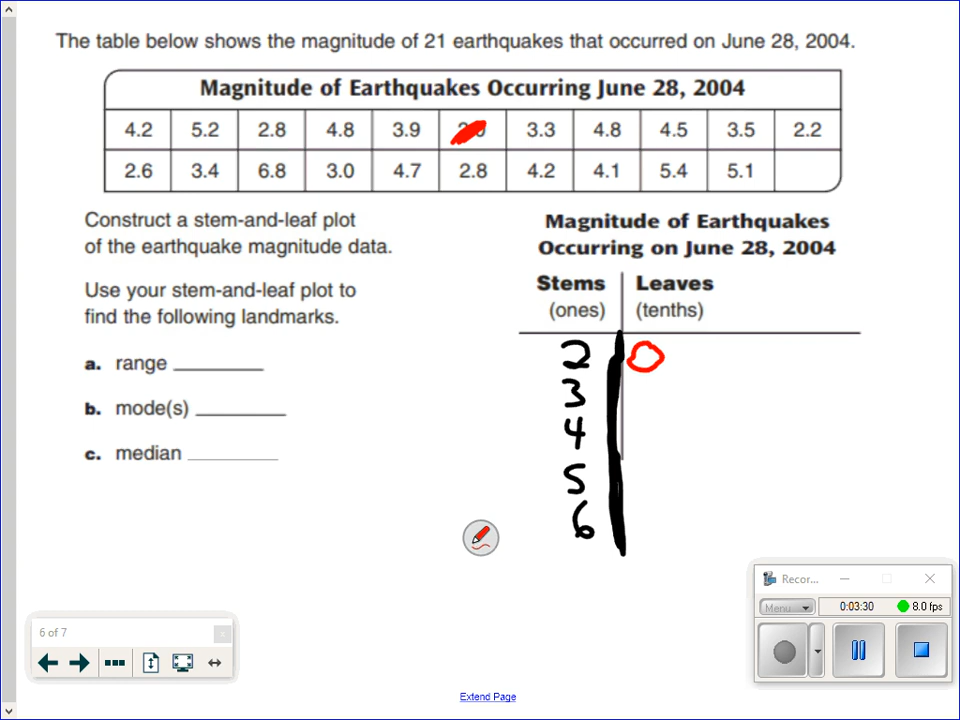 The table below shows the magnitude of 21 earthquakes that occurred on June 28, 2004.
Magnitude of Earthquakes Occurring June 28, 2004
4.2 5.2 2.8 4.8 3.9 3.3 4.8 4.5 3.5 2.2
2.6 3.4 6.8 3.0 4.7 2.8 4.2 4.1 5.4 5.1
Construct a stem-and-leaf plot
of the earthquake magnitude data.
Use your stem-and-leaf plot to
find the following landmarks.
a. range
b. mode(s)
c. median
Magnitude of Earthquakes
Occurring on June 28, 2004
Stems Leaves
(ones) (tenths)
2 0
3
4
5
6
Recor...
Menu 0:03:30 8.0 fps
6 of 7
Extend Page